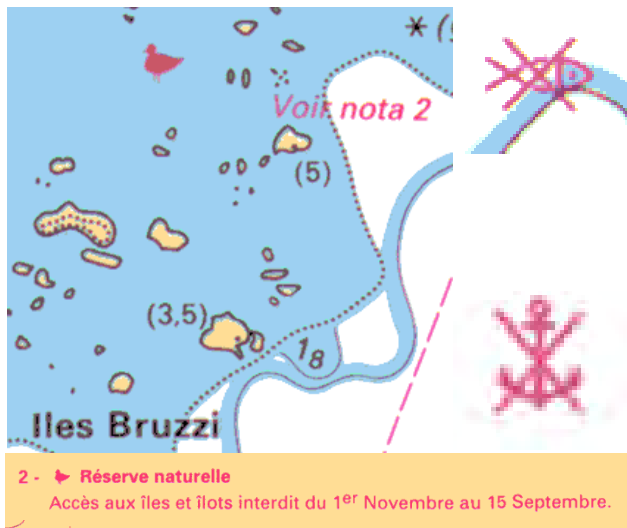 (9
Voir nota 2
(5)
(3,5)
1₈
Iles Bruzzi
2 - Réserve naturelle
Accès aux îles et îlots interdit du 1er Novembre au 15 Septembre.